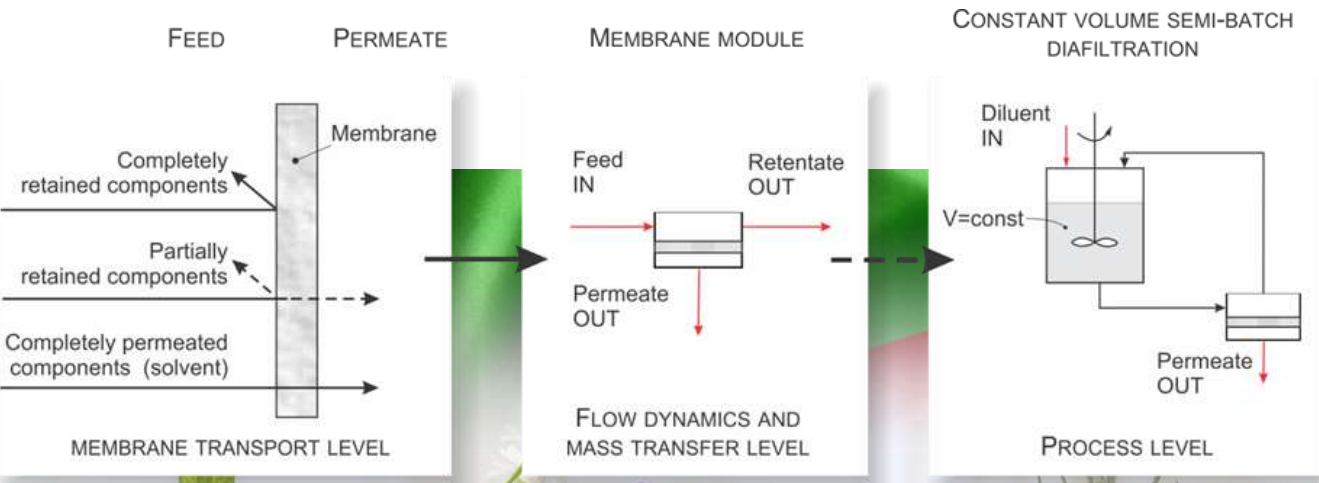 FEED
PERMEATE
Membrane
Completely
retained components
Partially
retained components
Completely permeated
components (solvent)
MEMBRANE TRANSPORT LEVEL
MEMBRANE MODULE
Feed
IN
Retentate
OUT
Permeate
OUT
FLOW DYNAMICS AND
MASS TRANSFER LEVEL
CONSTANT VOLUME SEMI-BATCH
DIAFILTRATION
Diluent
IN
V=const
Permeate
OUT
PROCESS LEVEL